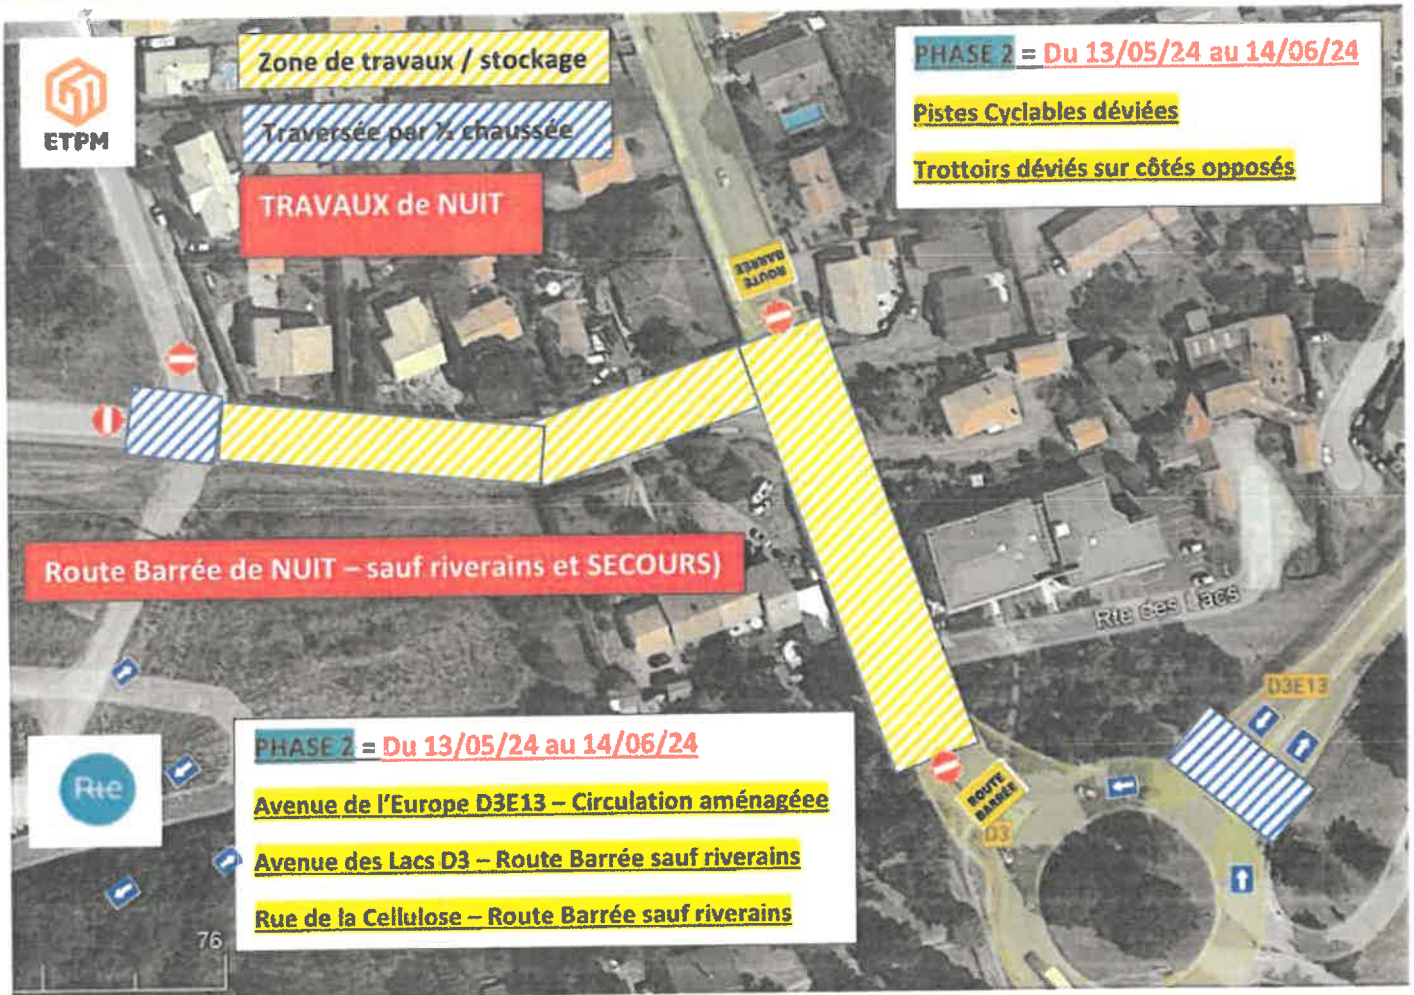 ETPM
Zone de travaux / stockage
Traversée par ½ chaussée
TRAVAUX de NUIT
PHASE 2 = Du 13/05/24 au 14/06/24
Pistes Cyclables déviées
Trottoirs déviés sur côtés opposés
ROUTE
BARRÉE
Route Barrée de NUIT – sauf riverains et SECOURS)
Rte des Lacs
D3E13
Rte
PHASE 2 = Du 13/05/24 au 14/06/24
Avenue de l'Europe D3E13 – Circulation aménagéee
Avenue des Lacs D3 – Route Barrée sauf riverains
Rue de la Cellulose – Route Barrée sauf riverains
ROUTE
BARRÉE
D3
76